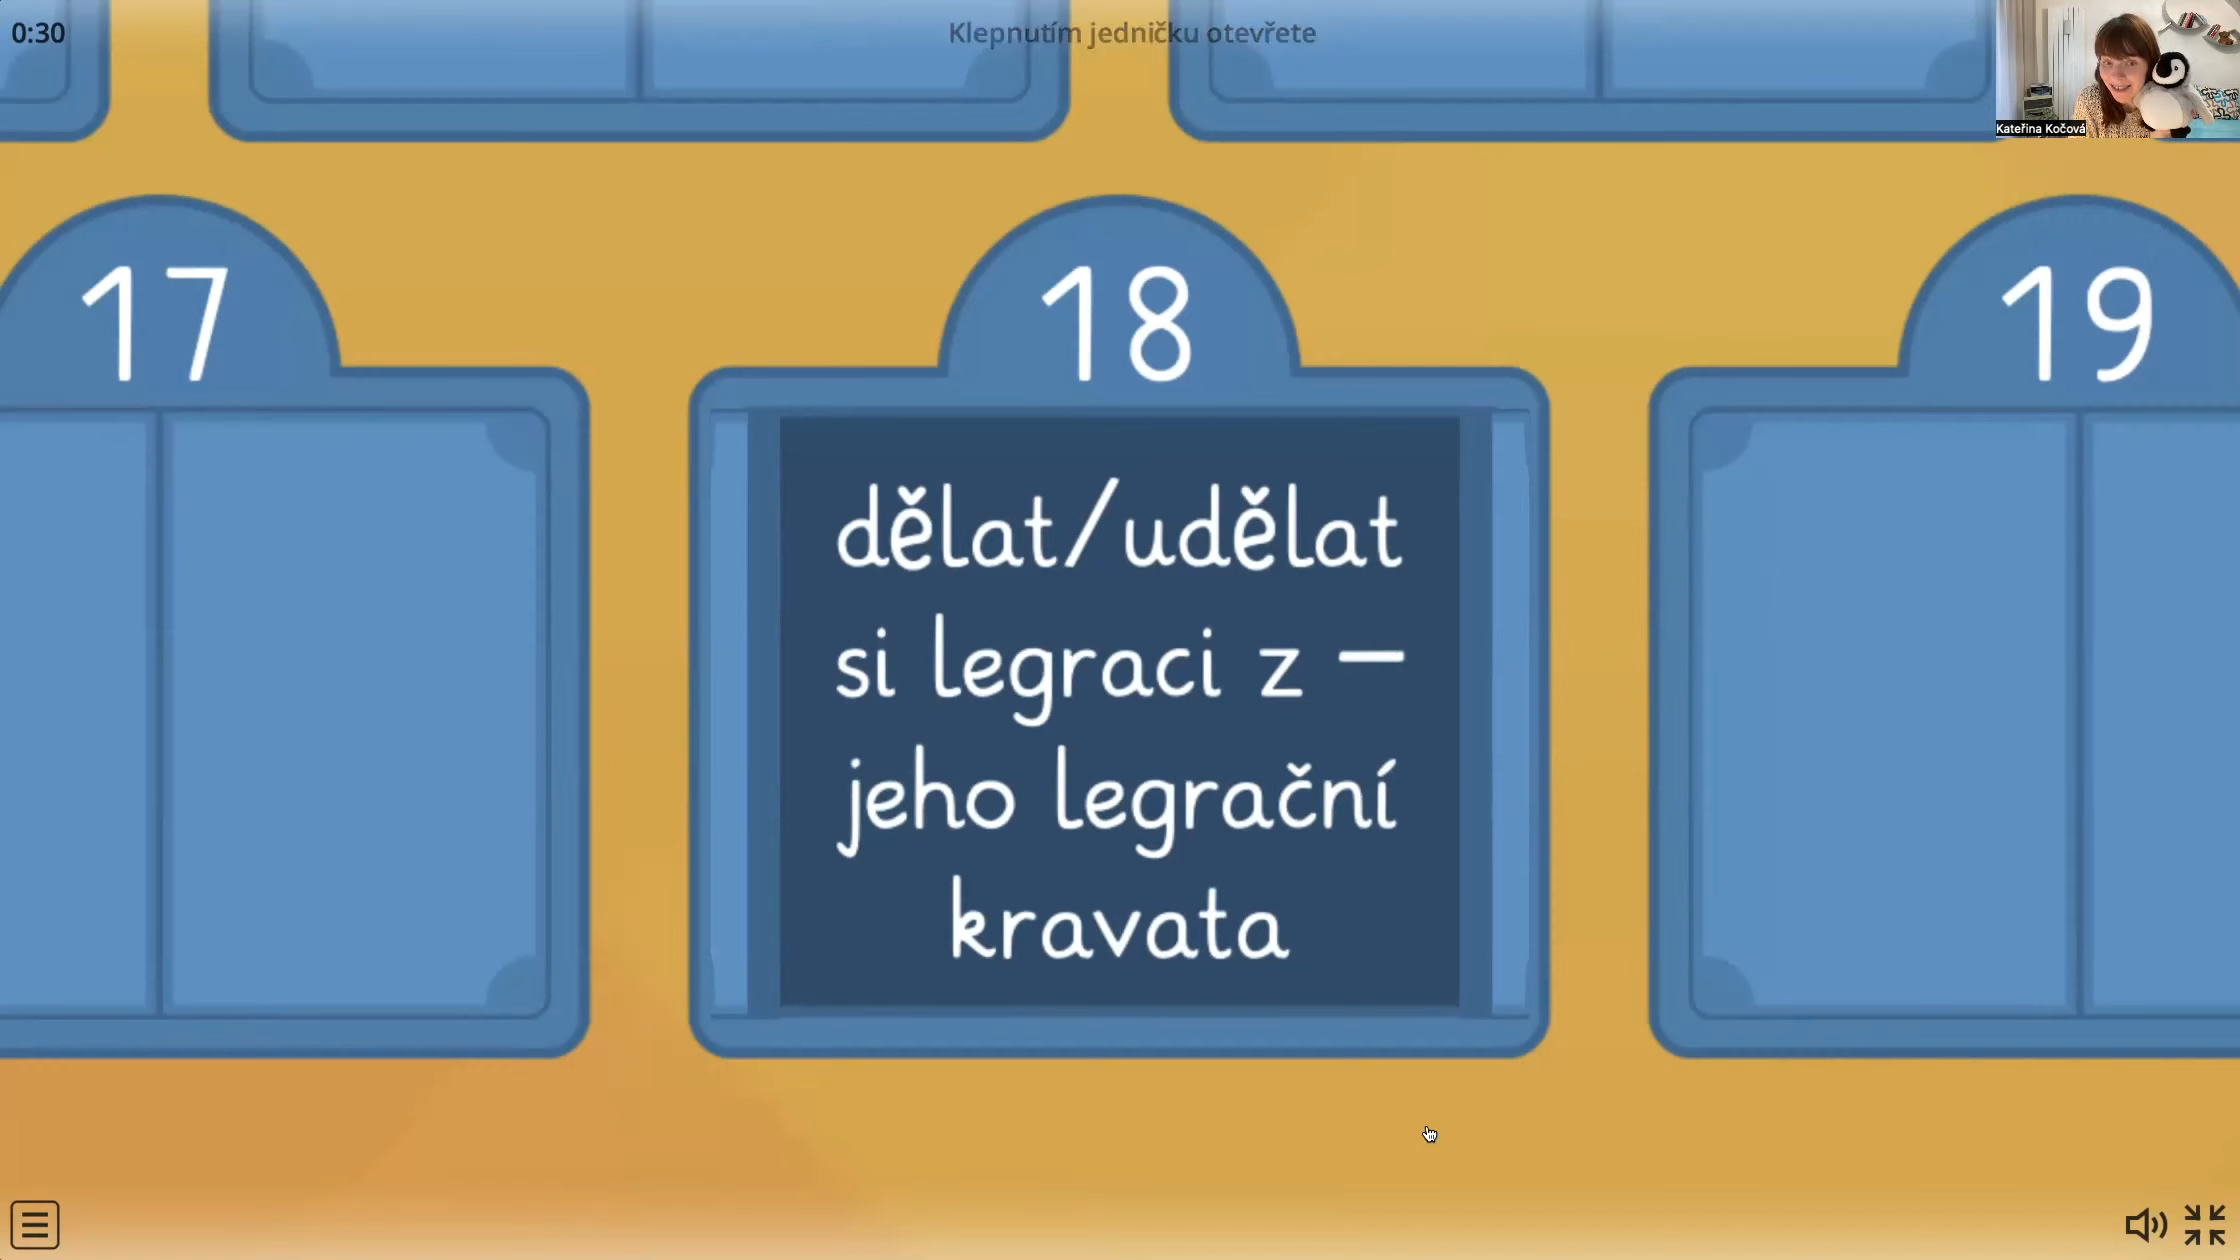 0:30
Klepnutím jedničku otevřete
Kateřina Kočová
17
18
19
dělat/udělat
si legraci z –
jeho legrační
kravata